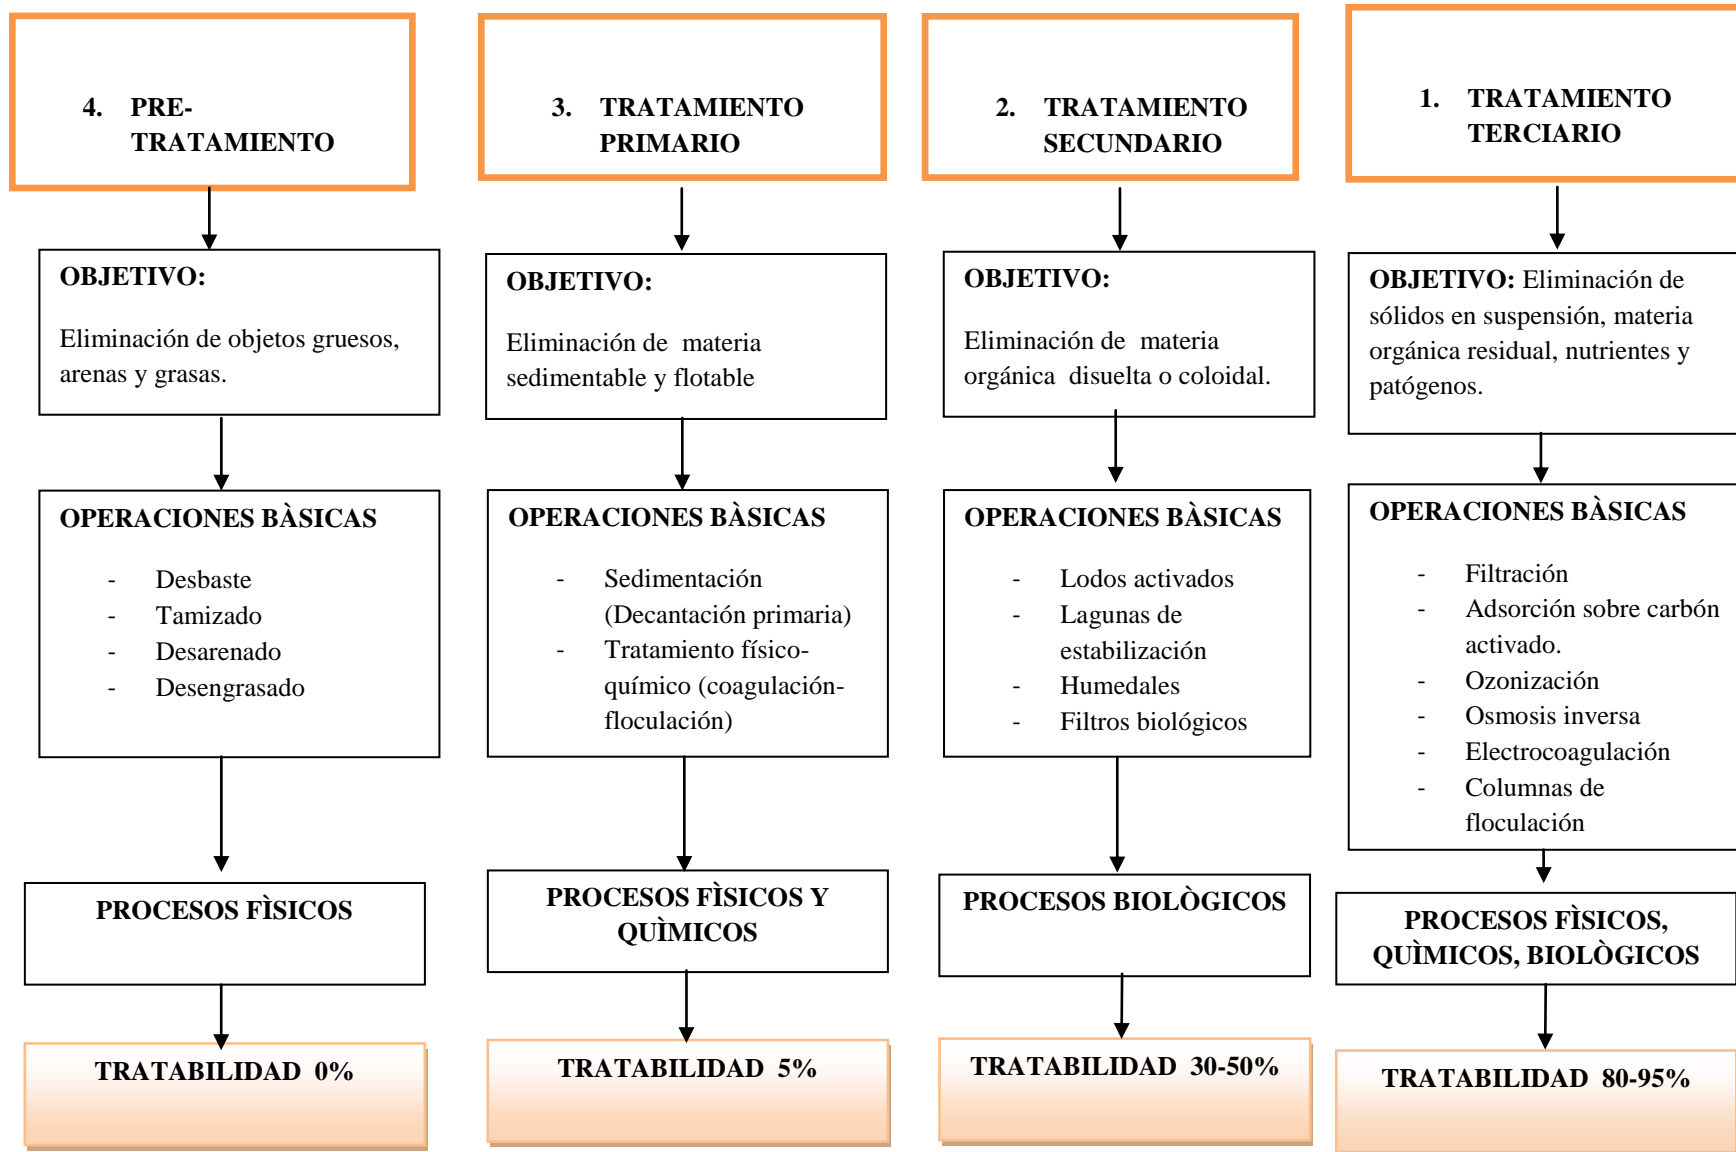 4. PRE-
TRATAMIENTO
OBJETIVO:
Eliminación de objetos gruesos,
arenas y grasas.
OPERACIONES BÀSICAS
- Desbaste
- Tamizado
- Desarenado
- Desengrasado
PROCESOS FÌSICOS
TRATABILIDAD 0%
3. TRATAMIENTO
PRIMARIO
OBJETIVO:
Eliminación de materia
sedimentable y flotable
OPERACIONES BÀSICAS
- Sedimentación
(Decantación primaria)
- Tratamiento físico-
químico (coagulación-
floculación)
PROCESOS FÌSICOS Y
QUÌMICOS
TRATABILIDAD 5%
2. TRATAMIENTO
SECUNDARIO
OBJETIVO:
Eliminación de materia
orgánica disuelta o coloidal.
OPERACIONES BÀSICAS
- Lodos activados
- Lagunas de
estabilización
- Humedales
- Filtros biológicos
PROCESOS BIOLÒGICOS
TRATABILIDAD 30-50%
1. TRATAMIENTO
TERCIARIO
OBJETIVO: Eliminación de
sólidos en suspensión, materia
orgánica residual, nutrientes y
patógenos.
OPERACIONES BÀSICAS
- Filtración
- Adsorción sobre carbón
activado.
- Ozonización
- Osmosis inversa
- Electrocoagulación
- Columnas de
floculación
PROCESOS FÌSICOS,
QUÌMICOS, BIOLÒGICOS
TRATABILIDAD 80-95%